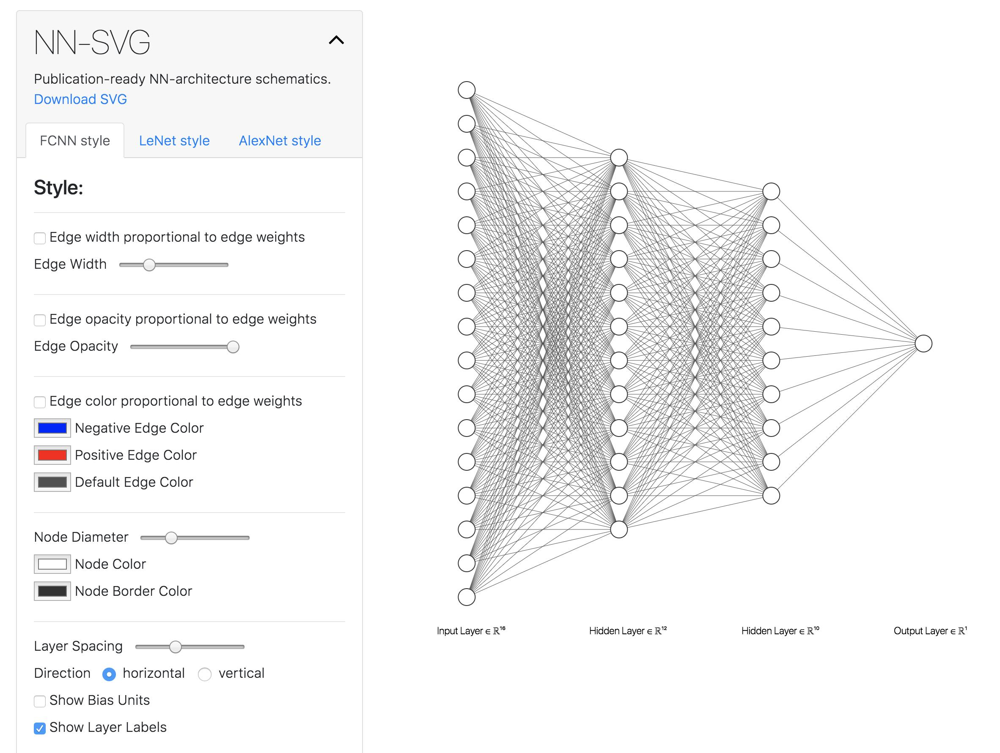 NN-SVG
Publication-ready NN-architecture schematics.
Download SVG
FCNN style
LeNet style
AlexNet style
Style:
Edge width proportional to edge weights
Edge Width
Edge opacity proportional to edge weights
Edge Opacity
Edge color proportional to edge weights
Negative Edge Color
Positive Edge Color
Default Edge Color
Node Diameter
Node Color
Node Border Color
Layer Spacing
Direction horizontal vertical
Show Bias Units
Show Layer Labels
Input Layer ∈ ℝ¹⁶
Hidden Layer ∈ ℝ¹²
Hidden Layer ∈ ℝ¹⁰
Output Layer ∈ ℝ¹